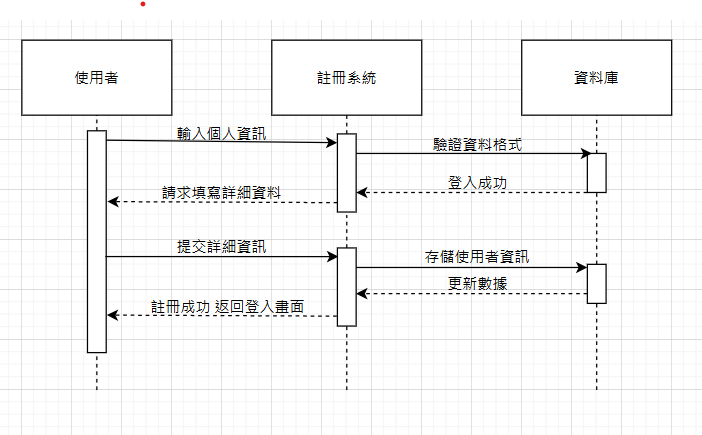 使用者
註冊系統
資料庫
輸入個人資訊
驗證資料格式
登入成功
請求填寫詳細資料
提交詳細資訊
存儲使用者資訊
更新數據
註冊成功 返回登入畫面